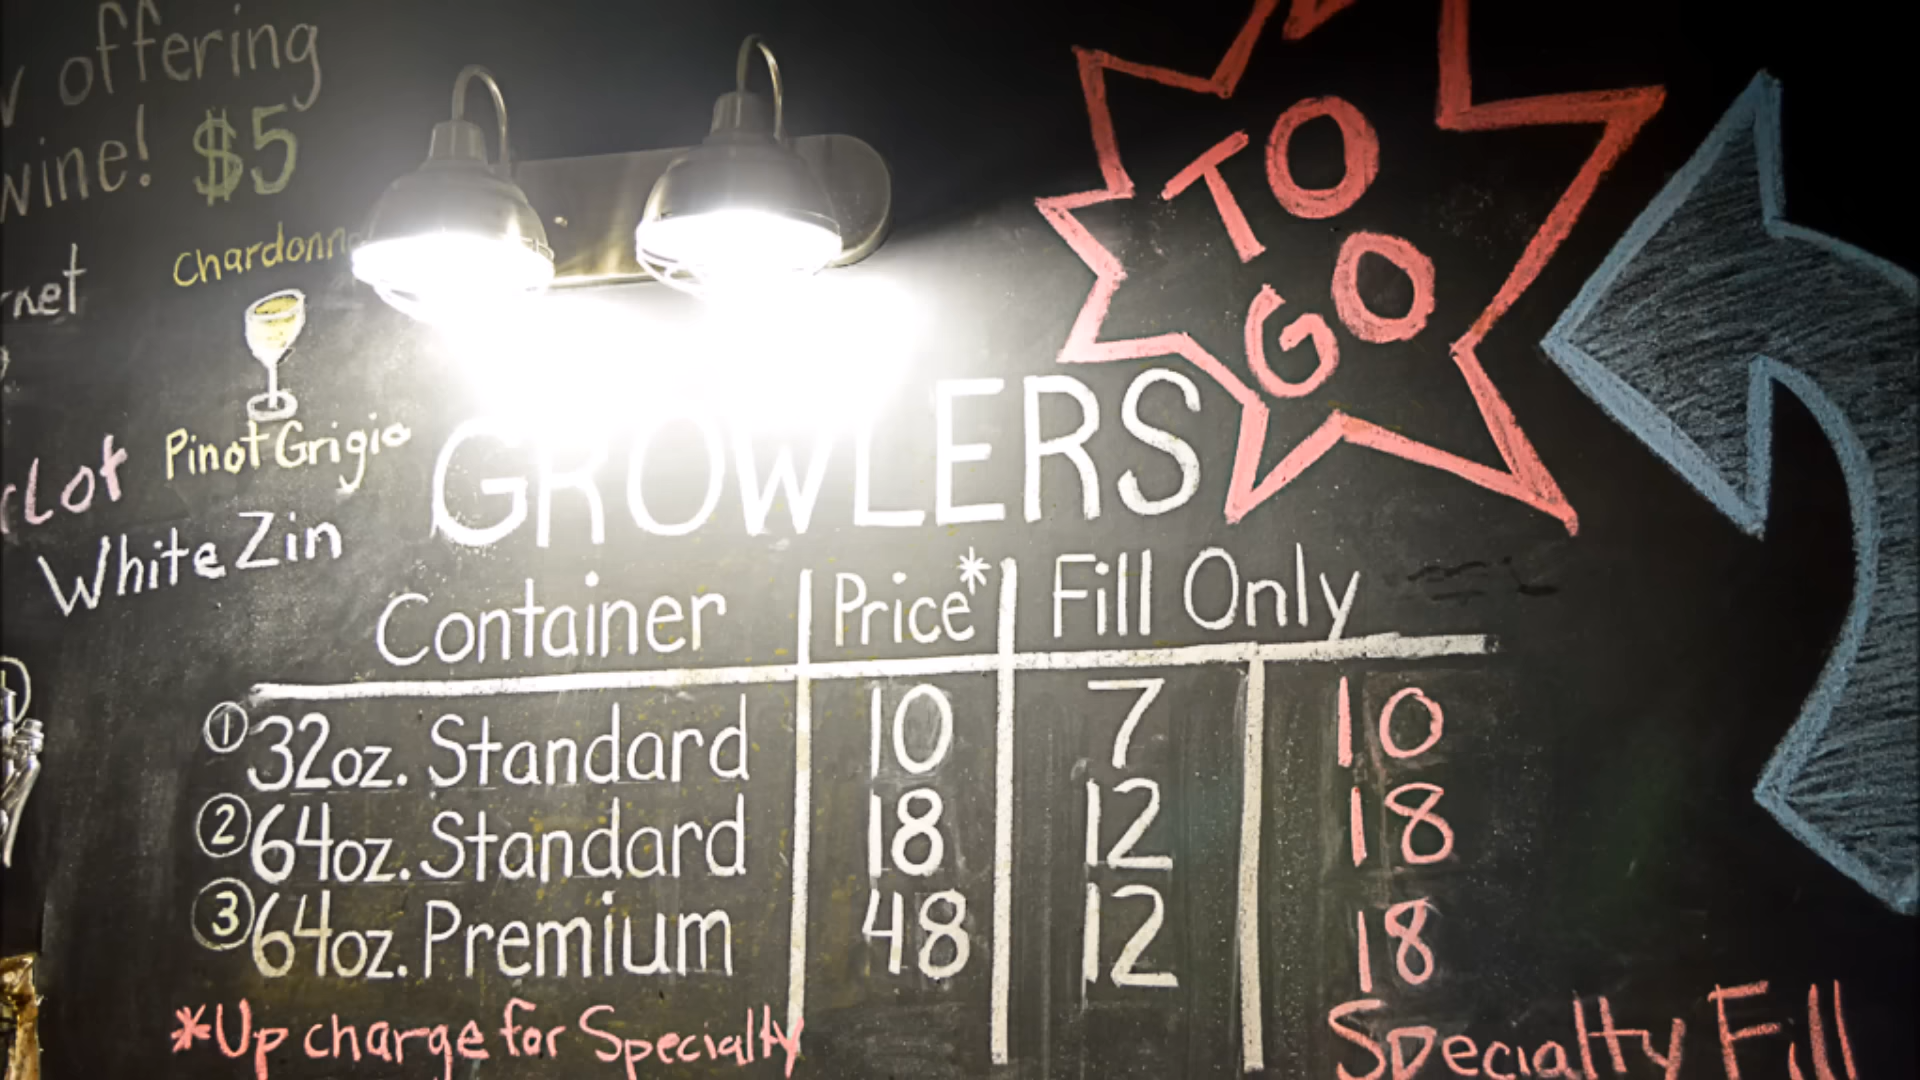 offering
wine! $5
Chardonn
net
Pinot Grigio
lot
White Zin
TO
GO
GROWLERS
Container Price* Fill Only
① 32oz. Standard 10 7 10
② 64oz. Standard 18 12 18
③ 64oz. Premium 48 12 18
*Up charge for Specialty
Specialty Fill